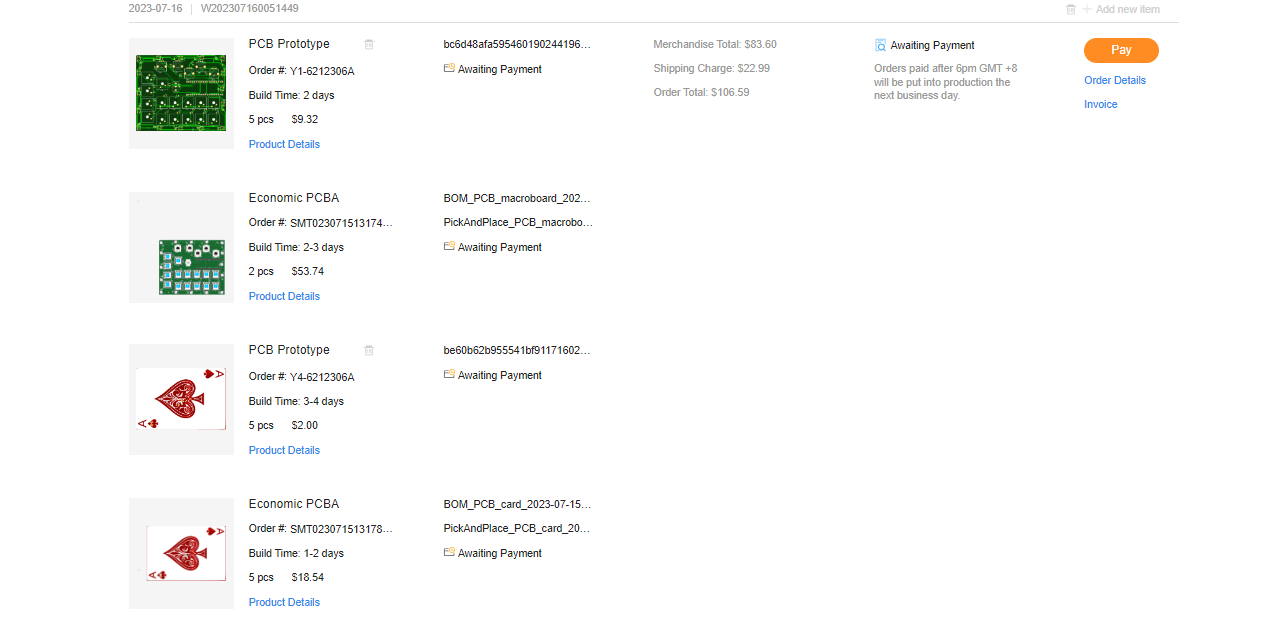 2023-07-16 | W202307160051449
Add new item
PCB Prototype
Order #: Y1-6212306A
Build Time: 2 days
5 pcs $9.32
Product Details
bc6d48afa595460190244196...
Awaiting Payment
Merchandise Total: $83.60
Shipping Charge: $22.99
Order Total: $106.59
Awaiting Payment
Orders paid after 6pm GMT +8
will be put into production the
next business day.
Pay
Order Details
Invoice
Economic PCBA
Order #: SMT023071513174...
Build Time: 2-3 days
2 pcs $53.74
Product Details
BOM_PCB_macroboard_202...
PickAndPlace_PCB_macrobo...
Awaiting Payment
PCB Prototype
Order #: Y4-6212306A
Build Time: 3-4 days
5 pcs $2.00
Product Details
be60b62b955541bf91171602...
Awaiting Payment
A
A
Economic PCBA
Order #: SMT023071513178...
Build Time: 1-2 days
5 pcs $18.54
Product Details
BOM_PCB_card_2023-07-15...
PickAndPlace_PCB_card_20...
Awaiting Payment
A
A